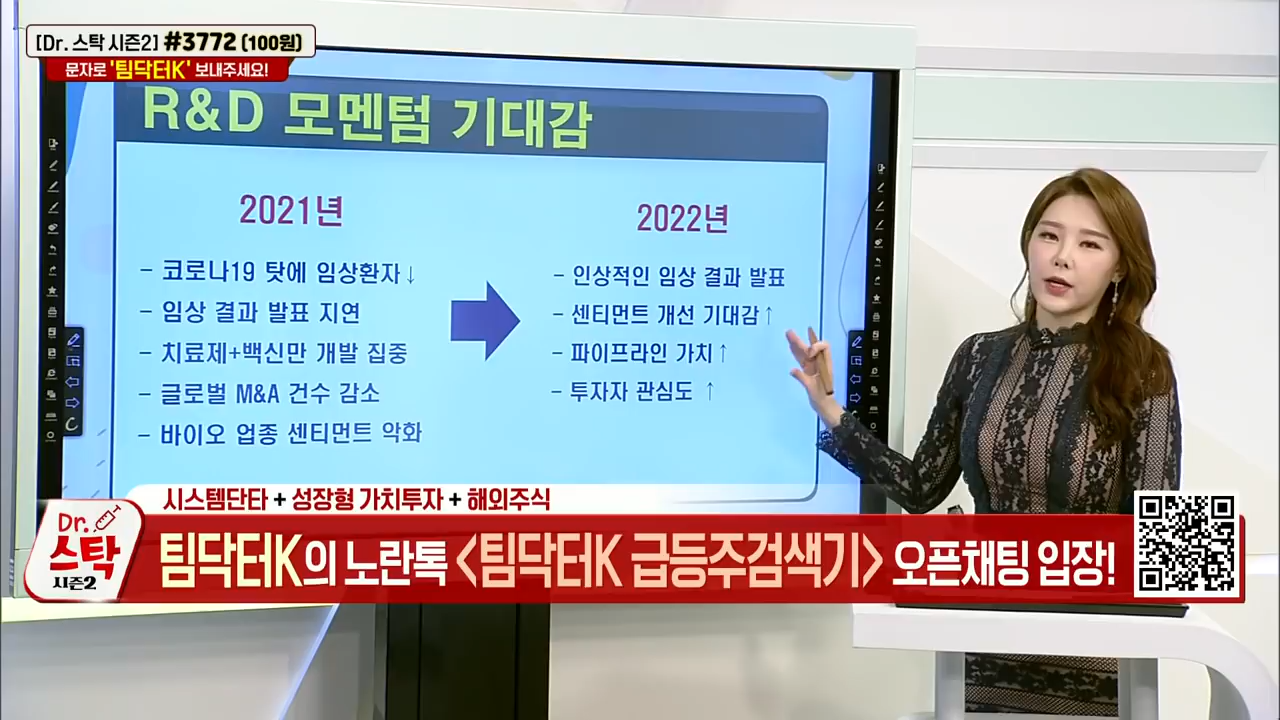 [Dr. 스탁 시즌2] #3772 (100원)
문자로 '팀닥터K' 보내주세요!
R&D 모멘텀 기대감
2021년
- 코로나19 탓에 임상환자↓
- 임상 결과 발표 지연
- 치료제+백신만 개발 집중
- 글로벌 M&A 건수 감소
- 바이오 업종 센티먼트 악화
2022년
- 인상적인 임상 결과 발표
- 센티먼트 개선 기대감↑
- 파이프라인 가치↑
- 투자자 관심도 ↑
시스템단타 + 성장형 가치투자 + 해외주식
Dr.
스탁
시즌2
팀닥터K의 노란톡 <팀닥터K 급등주검색기> 오픈채팅 입장!